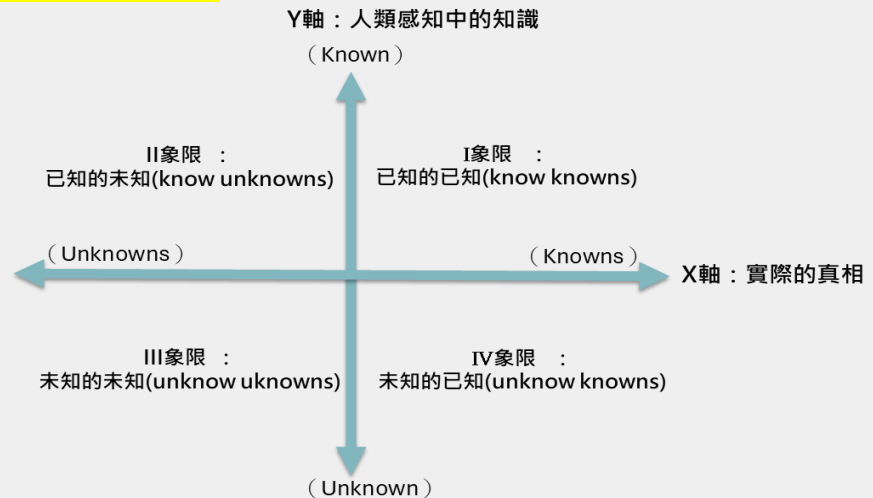 Y軸：人類感知中的知識
（Known）
II象限 ：
已知的未知(know unknowns)
I象限 ：
已知的已知(know knowns)
（Unknowns）
（Knowns）
X軸：實際的真相
III象限 ：
未知的未知(unknow uknowns)
IV象限 ：
未知的已知(unknow knowns)
（Unknown）